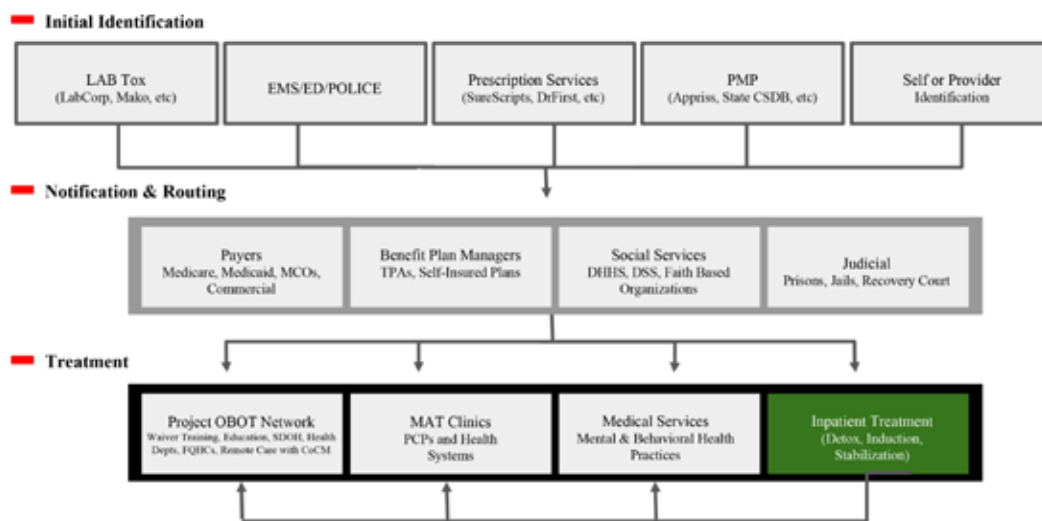 Initial Identification
LAB Tox
(LabCorp, Mako, etc)
EMS/ED/POLICE
Prescription Services
(SureScripts, DrFirst, etc)
PMP
(Appriss, State CSDB, etc)
Self or Provider
Identification
Notification & Routing
Payers
Medicare, Medicaid, MCOs,
Commercial
Benefit Plan Managers
TPAs, Self-Insured Plans
Social Services
DHHS, DSS, Faith Based
Organizations
Judicial
Prisons, Jails, Recovery Court
Treatment
Project OBOT Network
Waiver Training, Education, SDOH, Health
Depts, FQHCs, Remote Care with CoCM
MAT Clinics
PCPs and Health
Systems
Medical Services
Mental & Behavioral Health
Practices
Inpatient Treatment
(Detox, Induction,
Stabilization)